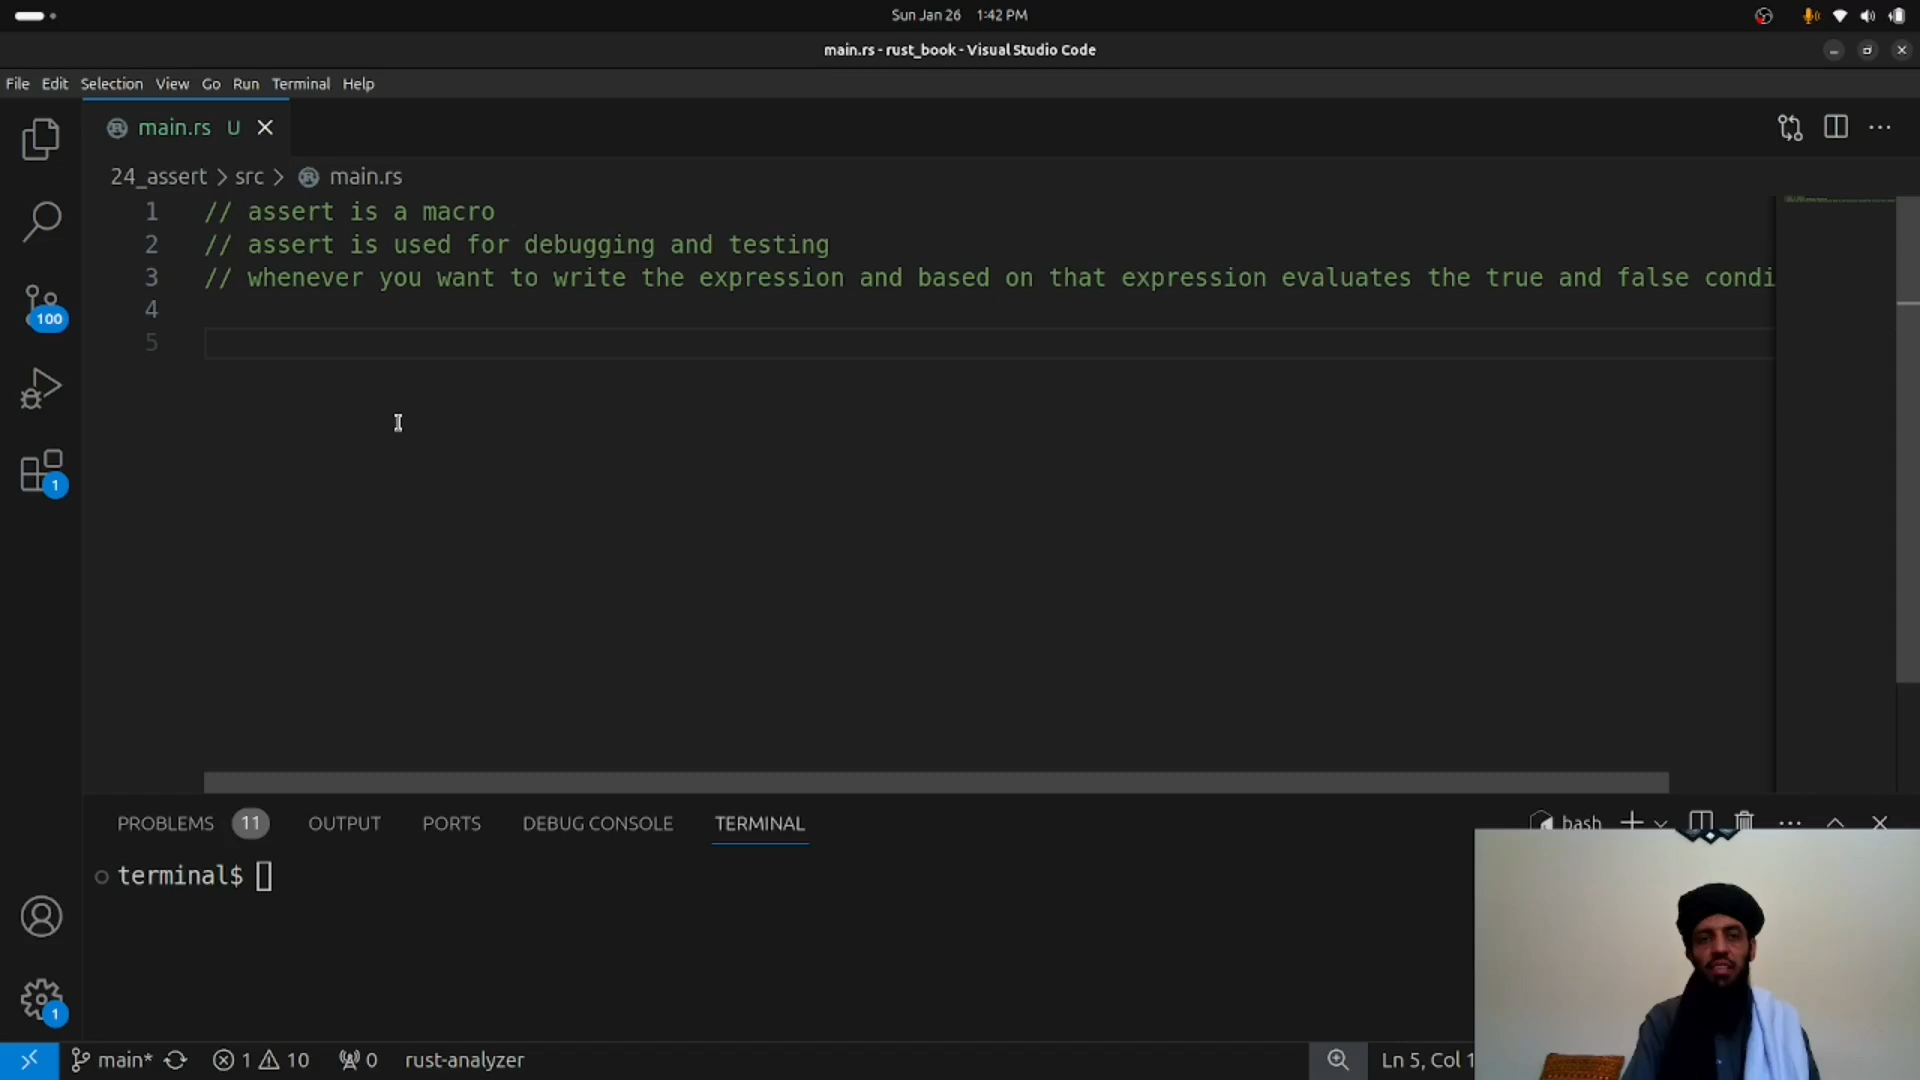 Sun Jan 26 1:42 PM
main.rs - rust_book - Visual Studio Code
File Edit Selection View Go Run Terminal Help
main.rs U
24_assert > src > main.rs
1 // assert is a macro
2 // assert is used for debugging and testing
3 // whenever you want to write the expression and based on that expression evaluates the true and false condi
4
5
100
1
PROBLEMS 11 OUTPUT PORTS DEBUG CONSOLE TERMINAL
bash
terminal$
1
main* 1 10 0 rust-analyzer
Ln 5, Col 1